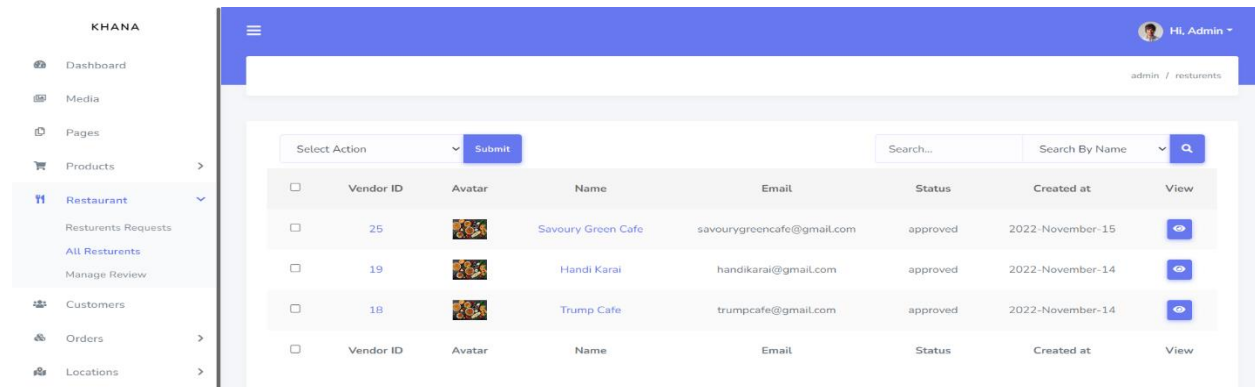 KHANA
Hi, Admin
Dashboard
Media
Pages
Products
Restaurant
Resturents Requests
All Resturents
Manage Review
Customers
Orders
Locations
admin / resturents
Select Action Submit Search... Search By Name
Vendor ID Avatar Name Email Status Created at View
25 Savoury Green Cafe savourygreencafe@gmail.com approved 2022-November-15
19 Handi Karai handikarai@gmail.com approved 2022-November-14
18 Trump Cafe trumpcafe@gmail.com approved 2022-November-14
Vendor ID Avatar Name Email Status Created at View